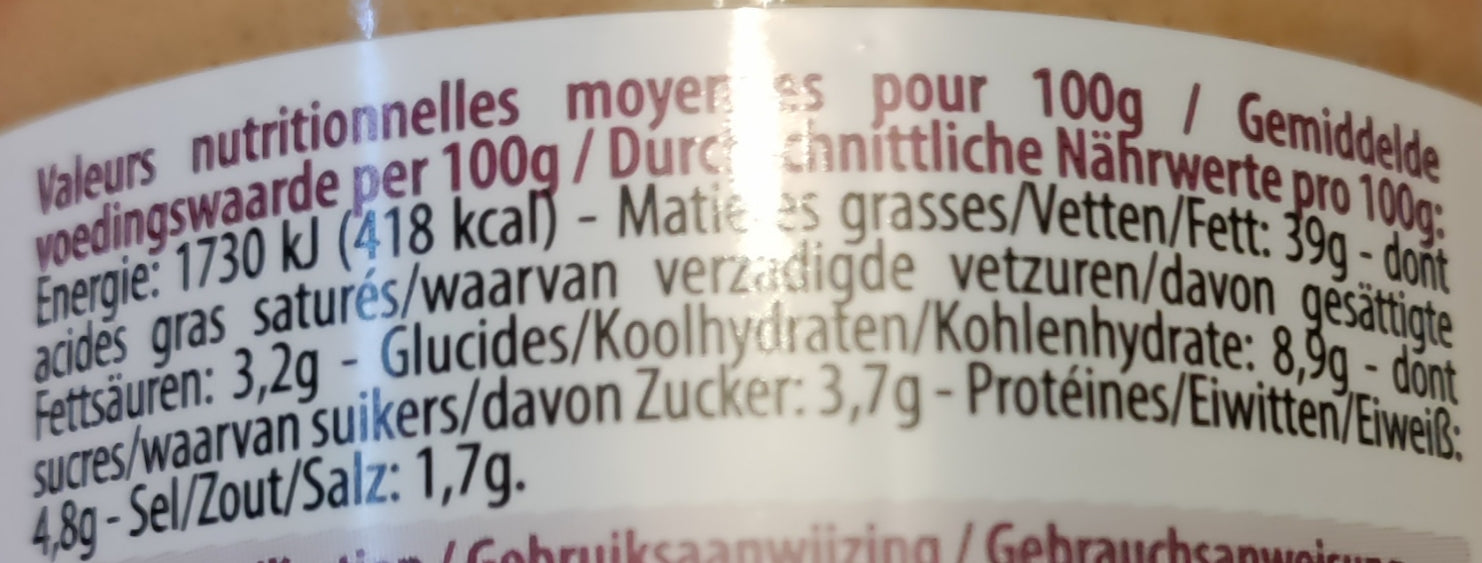 Valeurs nutritionnelles moyennes pour 100g / Gemiddelde
voedingswaarde per 100g / Durchschnittliche Nährwerte pro 100g:
Énergie: 1730 kJ (418 kcal) - Matières grasses/Vetten/Fett: 39g - dont
acides gras saturés/waarvan verzadigde vetzuren/davon gesättigte
Fettsäuren: 3,2g - Glucides/Koolhydraten/Kohlenhydrate: 8,9g - dont
sucres/waarvan suikers/davon Zucker: 3,7g - Protéines/Eiwitten/Eiweiß:
4,8g - Sel/Zout/Salz: 1,7g.
/ Gebruiksaanwijzing /